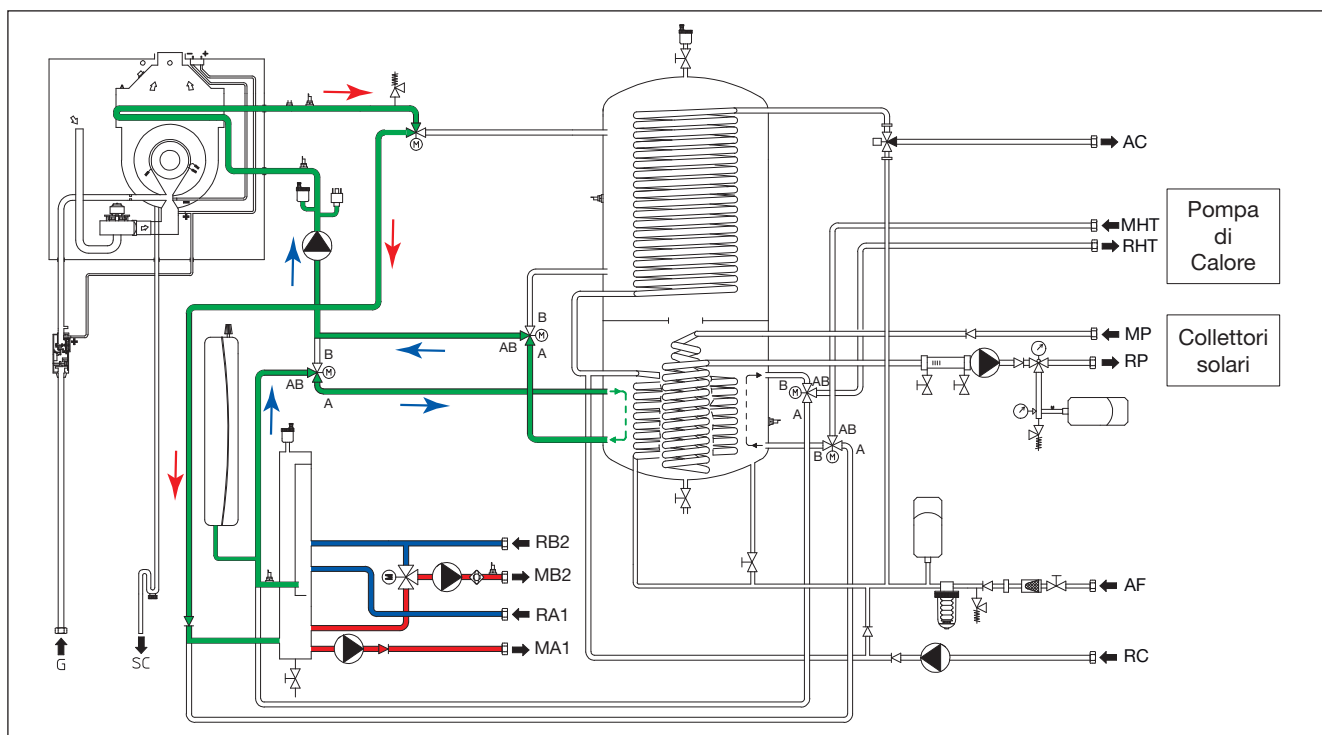 - +
M
AC
MHT
RHT
Pompa
di
Calore
MP
RP
Collettori
solari
B
M
AB
A
B
M
AB
A
-
+
+
B
AB
M
A
AB
A
B
M
RB2
M
MB2
RA1
MA1
AF
RC
G
SC